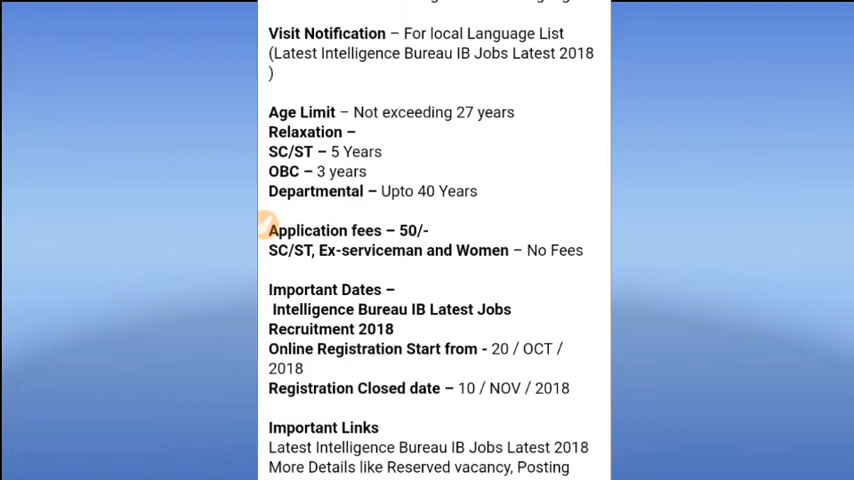 Visit Notification – For local Language List
(Latest Intelligence Bureau IB Jobs Latest 2018
)
Age Limit – Not exceeding 27 years
Relaxation –
SC/ST – 5 Years
OBC – 3 years
Departmental – Upto 40 Years
Application fees – 50/-
SC/ST, Ex-serviceman and Women – No Fees
Important Dates –
Intelligence Bureau IB Latest Jobs
Recruitment 2018
Online Registration Start from - 20 / OCT /
2018
Registration Closed date – 10 / NOV / 2018
Important Links
Latest Intelligence Bureau IB Jobs Latest 2018
More Details like Reserved vacancy, Posting